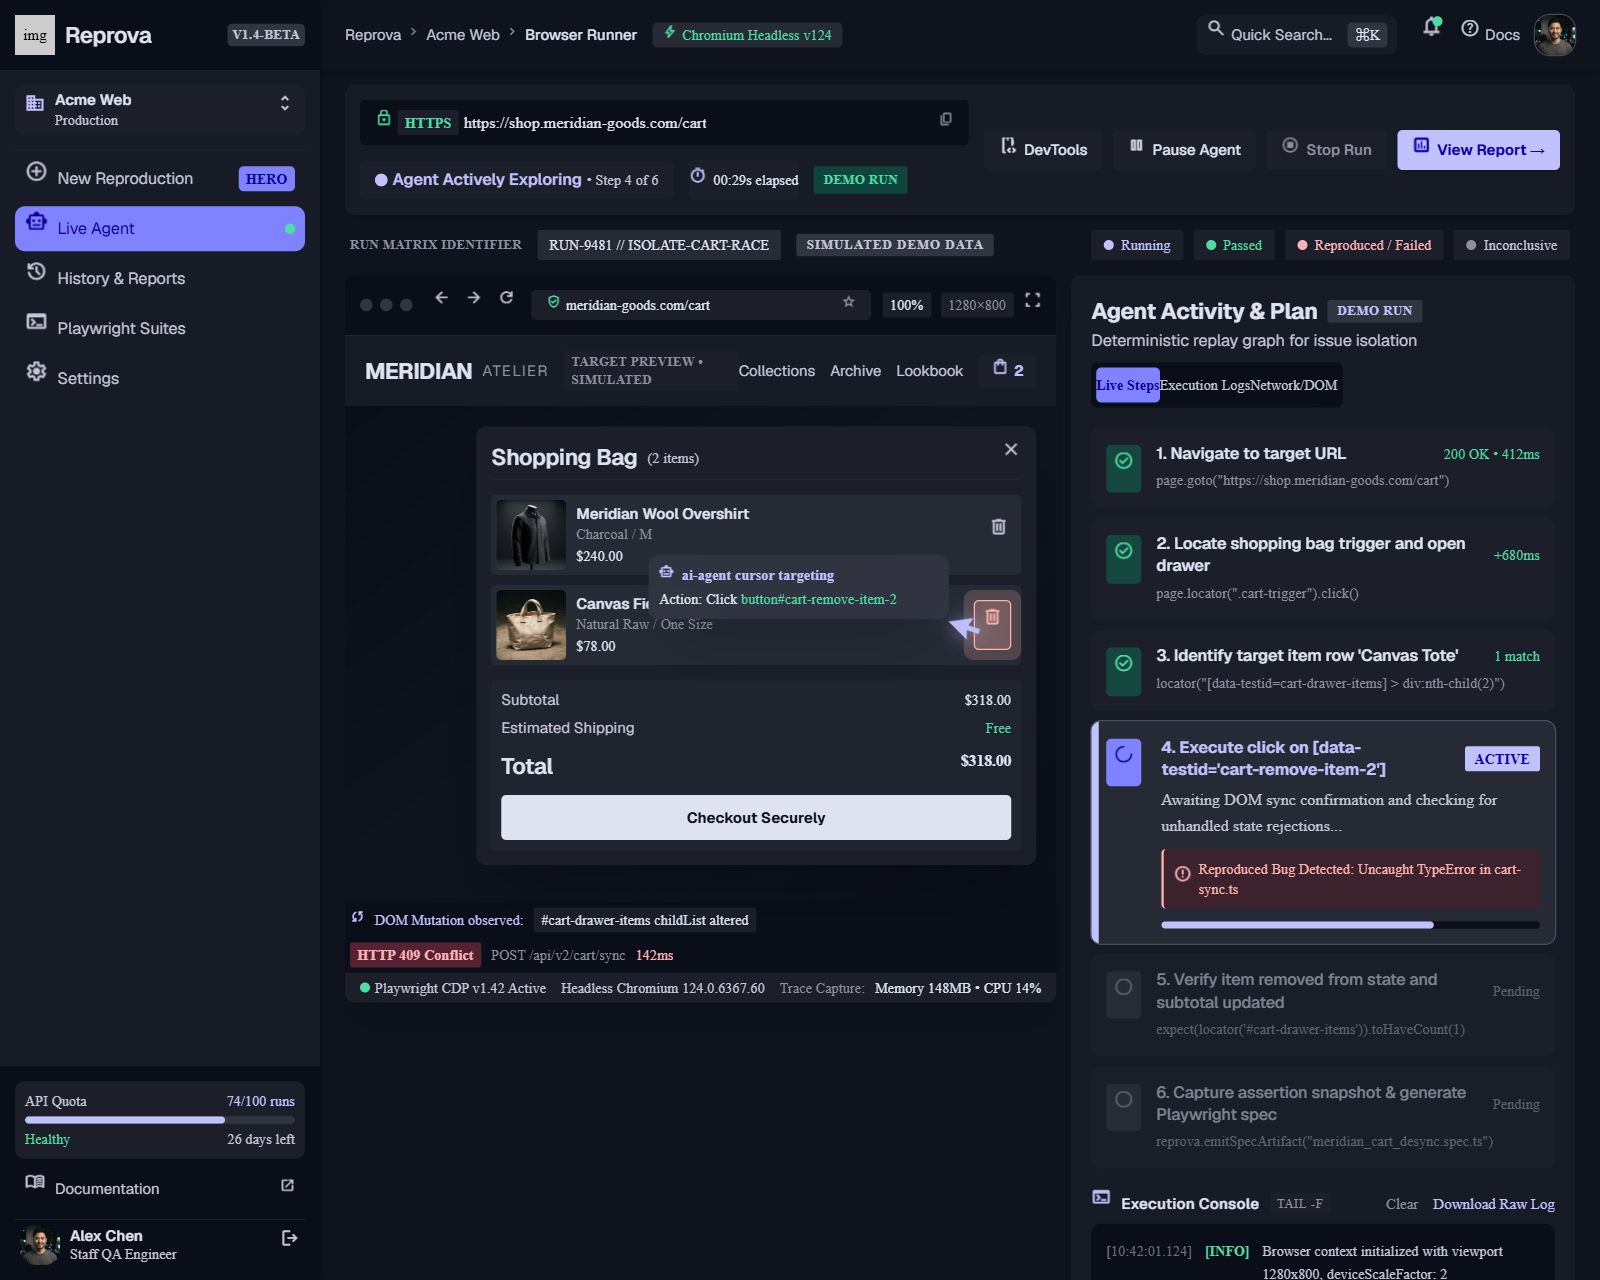 img
Reprova
V1.4-BETA
Acme Web
Production
New Reproduction
HERO
Live Agent
History & Reports
Playwright Suites
Settings
API Quota
74/100 runs
Healthy
26 days left
Documentation
Alex Chen
Staff QA Engineer
Reprova › Acme Web › Browser Runner
Chromium Headless v124
Quick Search...
⌘K
Docs
HTTPS https://shop.meridian-goods.com/cart
Agent Actively Exploring • Step 4 of 6
00:29s elapsed
DEMO RUN
DevTools
Pause Agent
Stop Run
View Report →
RUN MATRIX IDENTIFIER
RUN-9481 // ISOLATE-CART-RACE
SIMULATED DEMO DATA
Running
Passed
Reproduced / Failed
Inconclusive
meridian-goods.com/cart
100%
1280×800
MERIDIAN ATELIER
TARGET PREVIEW •
SIMULATED
Collections
Archive
Lookbook
2
Shopping Bag (2 items)
Meridian Wool Overshirt
Charcoal / M
$240.00
ai-agent cursor targeting
Action: Click button#cart-remove-item-2
Canvas Fie
Natural Raw / One Size
$78.00
Subtotal
$318.00
Estimated Shipping
Free
Total
$318.00
Checkout Securely
DOM Mutation observed: #cart-drawer-items childList altered
HTTP 409 Conflict POST /api/v2/cart/sync 142ms
Playwright CDP v1.42 Active
Headless Chromium 124.0.6367.60
Trace Capture: Memory 148MB • CPU 14%
Agent Activity & Plan
DEMO RUN
Deterministic replay graph for issue isolation
Live Steps
Execution Logs
Network/DOM
1. Navigate to target URL
200 OK • 412ms
page.goto("https://shop.meridian-goods.com/cart")
2. Locate shopping bag trigger and open
drawer
+680ms
page.locator(".cart-trigger").click()
3. Identify target item row 'Canvas Tote'
1 match
locator("[data-testid=cart-drawer-items] > div:nth-child(2)")
4. Execute click on [data-
testid='cart-remove-item-2']
ACTIVE
Awaiting DOM sync confirmation and checking for
unhandled state rejections...
Reproduced Bug Detected: Uncaught TypeError in cart-
sync.ts
5. Verify item removed from state and
subtotal updated
Pending
expect(locator('#cart-drawer-items')).toHaveCount(1)
6. Capture assertion snapshot & generate
Playwright spec
Pending
reprova.emitSpecArtifact("meridian_cart_desync.spec.ts")
Execution Console
TAIL -F
Clear
Download Raw Log
[10:42:01.124] [INFO] Browser context initialized with viewport
1280x800, deviceScaleFactor: 2